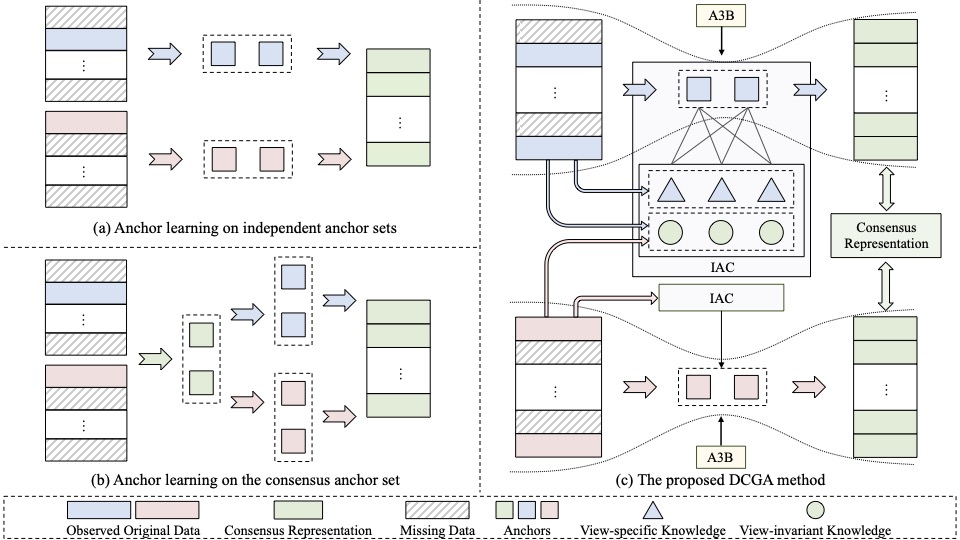 A3B
IAC
Consensus
Representation
IAC
A3B
(a) Anchor learning on independent anchor sets
(b) Anchor learning on the consensus anchor set
(c) The proposed DCGA method
Observed Original Data
Consensus Representation
Missing Data
Anchors
View-specific Knowledge
View-invariant Knowledge